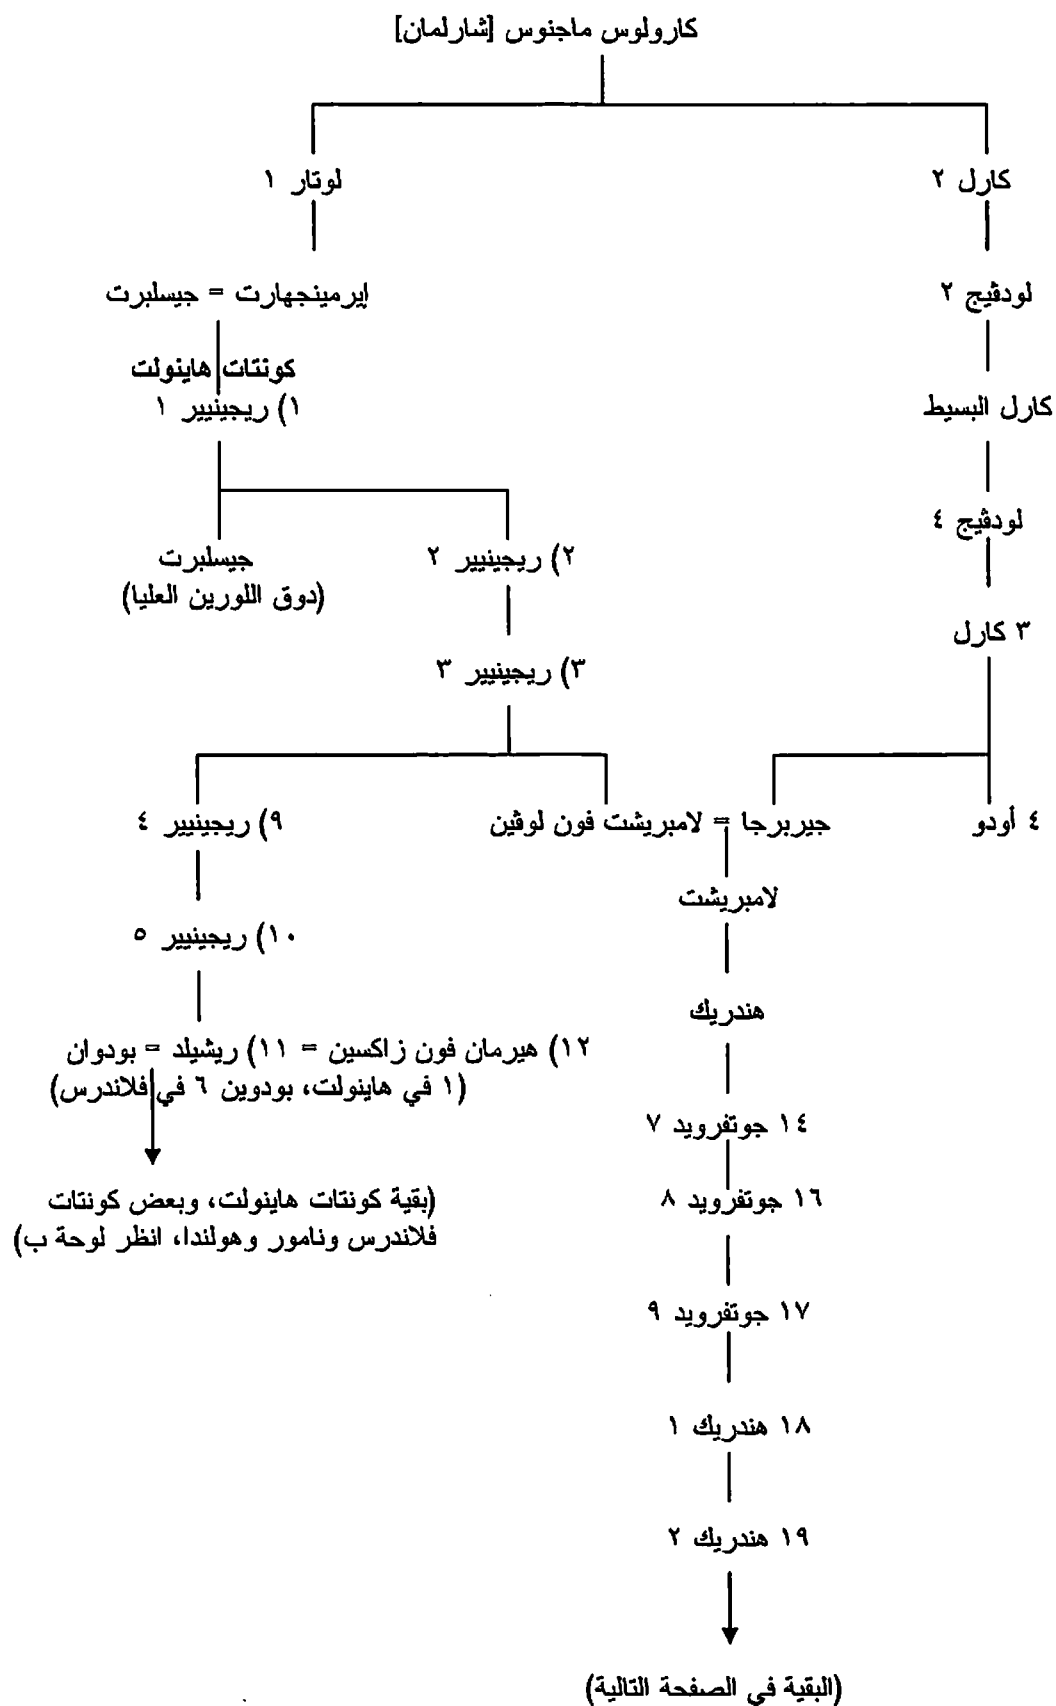 كارولوس ماجنوس [شارلمان]
كارل ٢
لوتار ١
لودڤيج ٢
إيرمينجهارت = جيسلبرت
كونتات هاينولت
١) ريجينيير ١
كارل البسيط
لودڤيج ٤
٢) ريجينيير ٢
جيسلبرت
(دوق اللورين العليا)
٣ كارل
٣) ريجينيير ٣
٤ أودو
جيربرجا = لامبريشت فون لوڤين
٩) ريجينيير ٤
لامبريشت
١٠) ريجينيير ٥
هندريك
١٢) هيرمان فون زاكسين = ١١) ريشيلد = بودوان
(١ في هاينولت، بودوين ٦ في فلاندرس)
١٤ جوتفرويد ٧
(بقية كونتات هاينولت، وبعض كونتات
فلاندرس ونامور وهولندا، انظر لوحة ب)
١٦ جوتفرويد ٨
١٧ جوتفرويد ٩
١٨ هندريك ١
١٩ هندريك ٢
(البقية في الصفحة التالية)